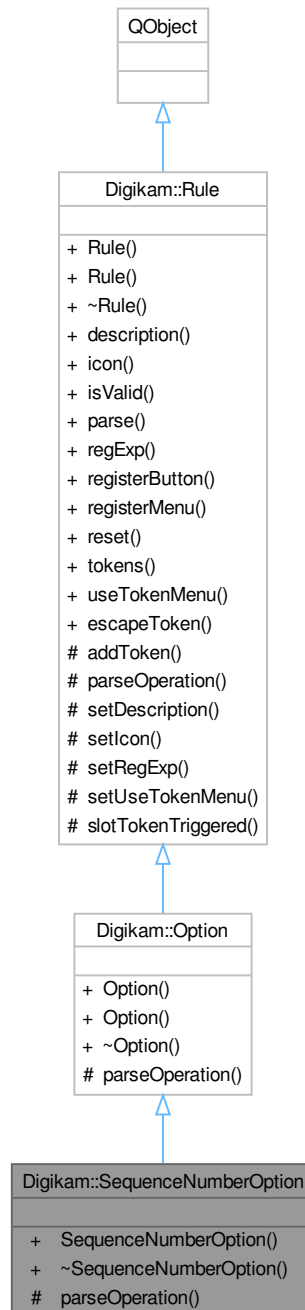 QObject
Digikam::Rule
+ Rule()
+ Rule()
+ ~Rule()
+ description()
+ icon()
+ isValid()
+ parse()
+ regExp()
+ registerButton()
+ registerMenu()
+ reset()
+ tokens()
+ useTokenMenu()
+ escapeToken()
# addToken()
# parseOperation()
# setDescription()
# setIcon()
# setRegExp()
# setUseTokenMenu()
# slotTokenTriggered()
Digikam::Option
+ Option()
+ Option()
+ ~Option()
# parseOperation()
Digikam::SequenceNumberOption
+ SequenceNumberOption()
+ ~SequenceNumberOption()
# parseOperation()